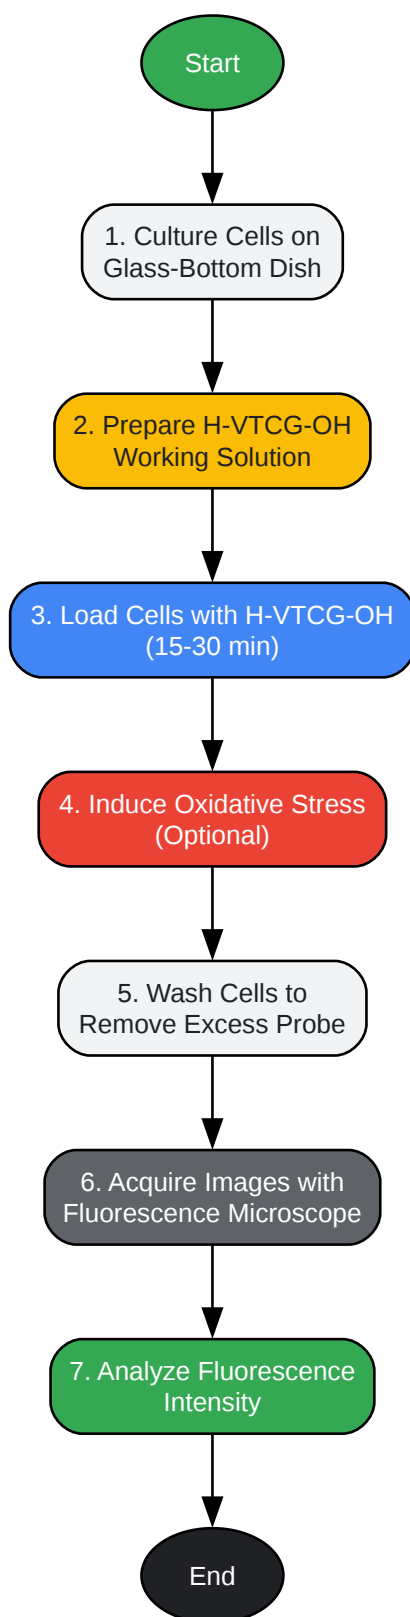 Start
1. Culture Cells on
Glass-Bottom Dish
2. Prepare H-VTCG-OH
Working Solution
3. Load Cells with H-VTCG-OH
(15-30 min)
4. Induce Oxidative Stress
(Optional)
5. Wash Cells to
Remove Excess Probe
6. Acquire Images with
Fluorescence Microscope
7. Analyze Fluorescence
Intensity
End